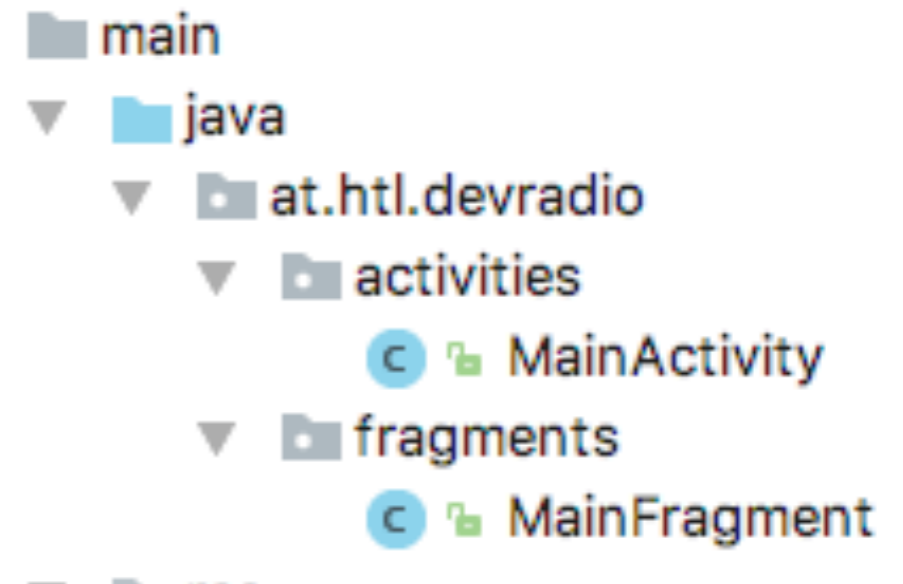 main
java
at.htl.devradio
activities
C MainActivity
fragments
C MainFragment